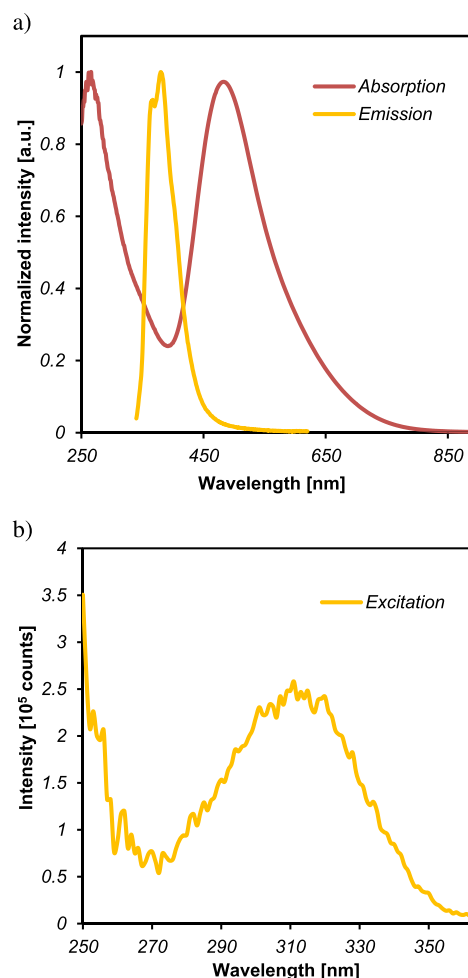 a)
1
0.8
0.6
0.4
0.2
0
Normalized intensity [a.u.]
Absorption
Emission
250 450 650 850
Wavelength [nm]
b)
4
3.5
3
2.5
2
1.5
1
0.5
0
Intensity [10⁵ counts]
Excitation
250 270 290 310 330 350
Wavelength [nm]